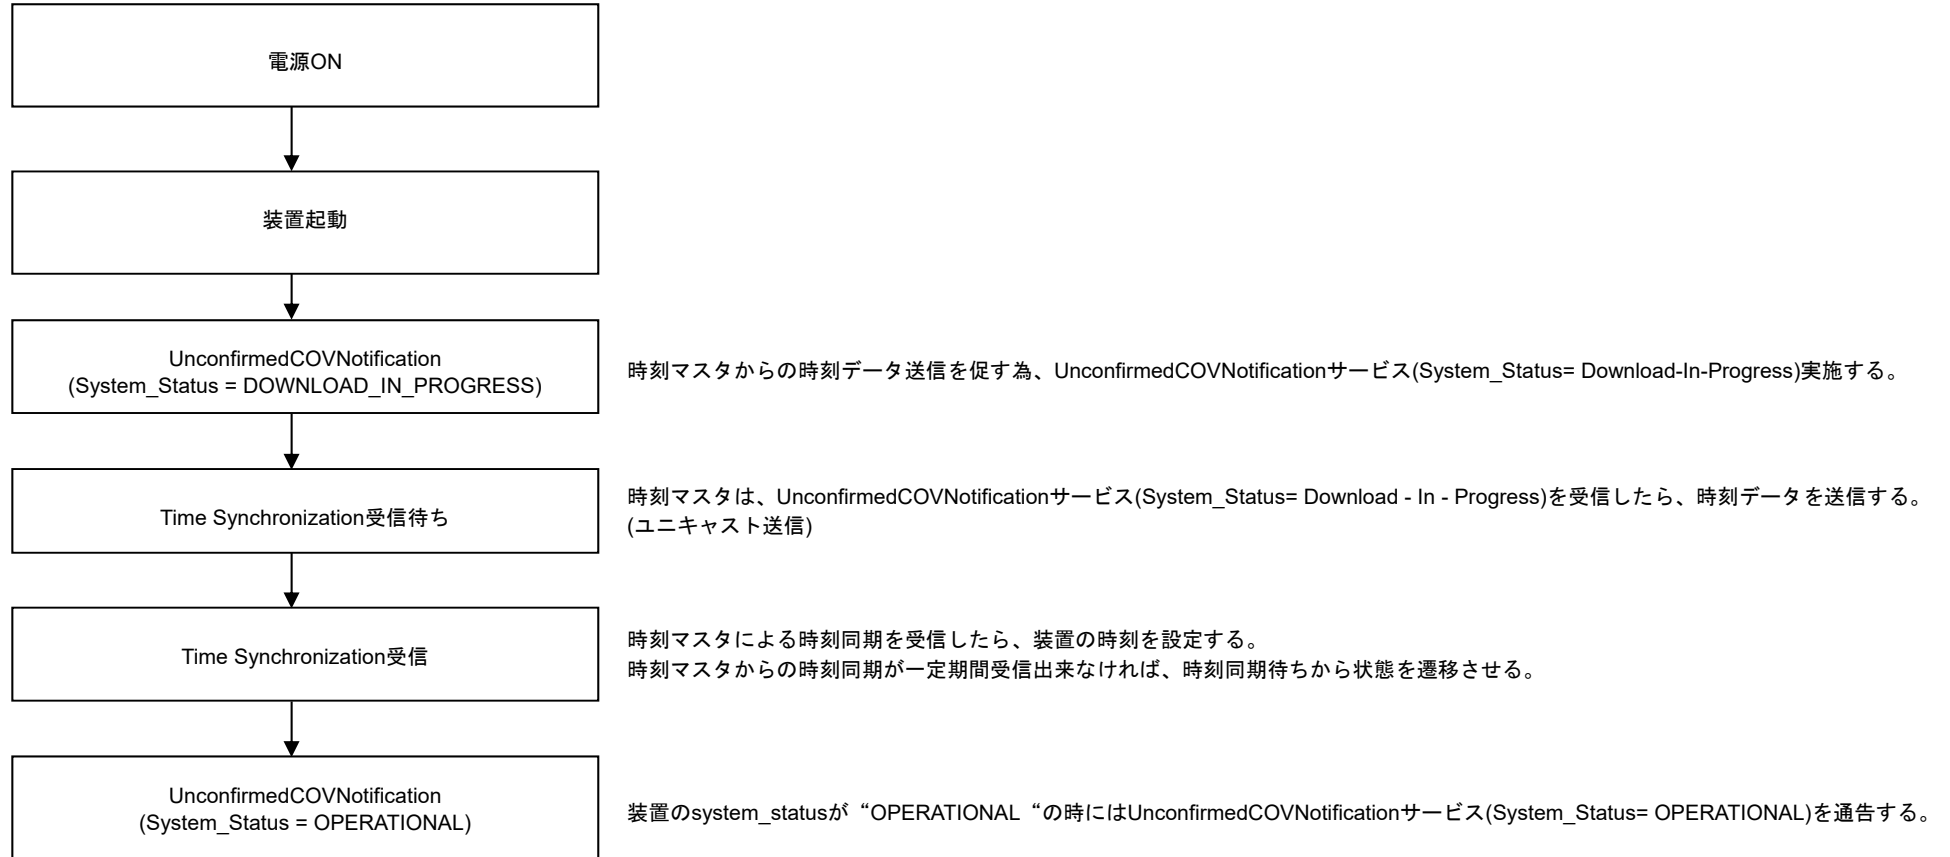 電源ON
装置起動
UnconfirmedCOVNotification
(System_Status = DOWNLOAD_IN_PROGRESS)
時刻マスタからの時刻データ送信を促す為、UnconfirmedCOVNotificationサービス(System_Status= Download-In-Progress)実施する。
Time Synchronization受信待ち
時刻マスタは、UnconfirmedCOVNotificationサービス(System_Status= Download - In - Progress)を受信したら、時刻データを送信する。
(ユニキャスト送信)
Time Synchronization受信
時刻マスタによる時刻同期を受信したら、装置の時刻を設定する。
時刻マスタからの時刻同期が一定期間受信出来なければ、時刻同期待ちから状態を遷移させる。
UnconfirmedCOVNotification
(System_Status = OPERATIONAL)
装置のsystem_statusが“OPERATIONAL“の時にはUnconfirmedCOVNotificationサービス(System_Status= OPERATIONAL)を通告する。